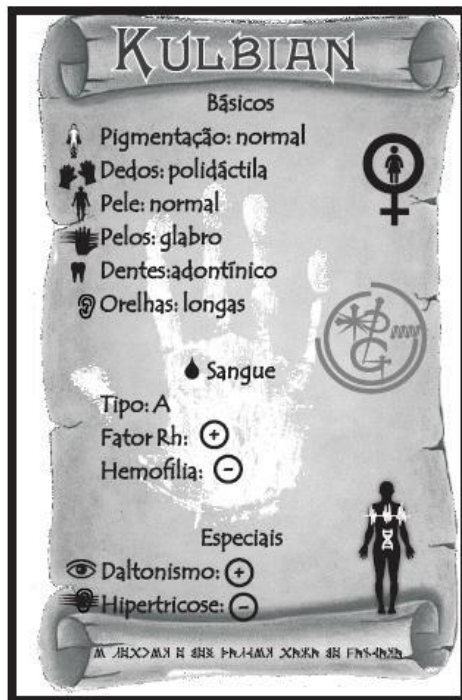 KULBIAN
Básicos
Pigmentação: normal
Dedos: polidáctila
Pele: normal
Pelos: glabro
Dentes:adontínico
Orelhas: longas
Sangue
Tipo: A
Fator Rh: +
Hemofilia: -
Especiais
Daltonismo: +
Hipertricose: -